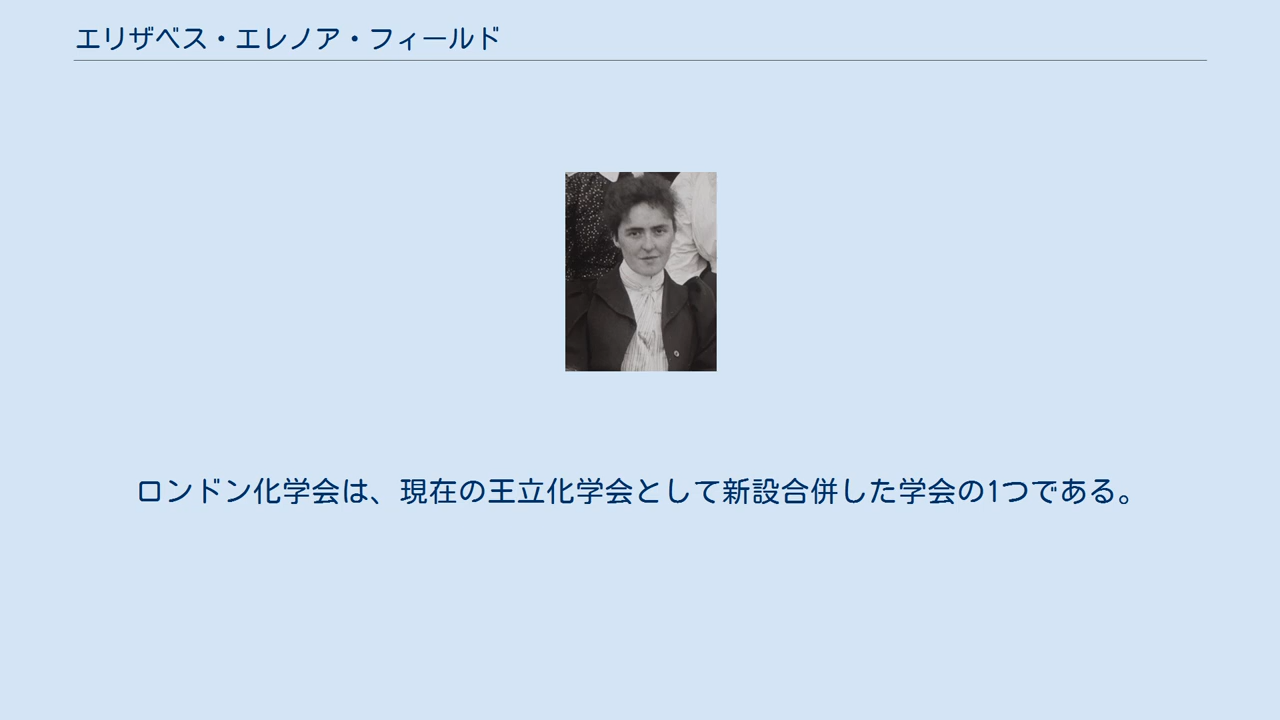 エリザベス・エレノア・フィールド
ロンドン化学会は、現在の王立化学会として新設合併した学会の1つである。